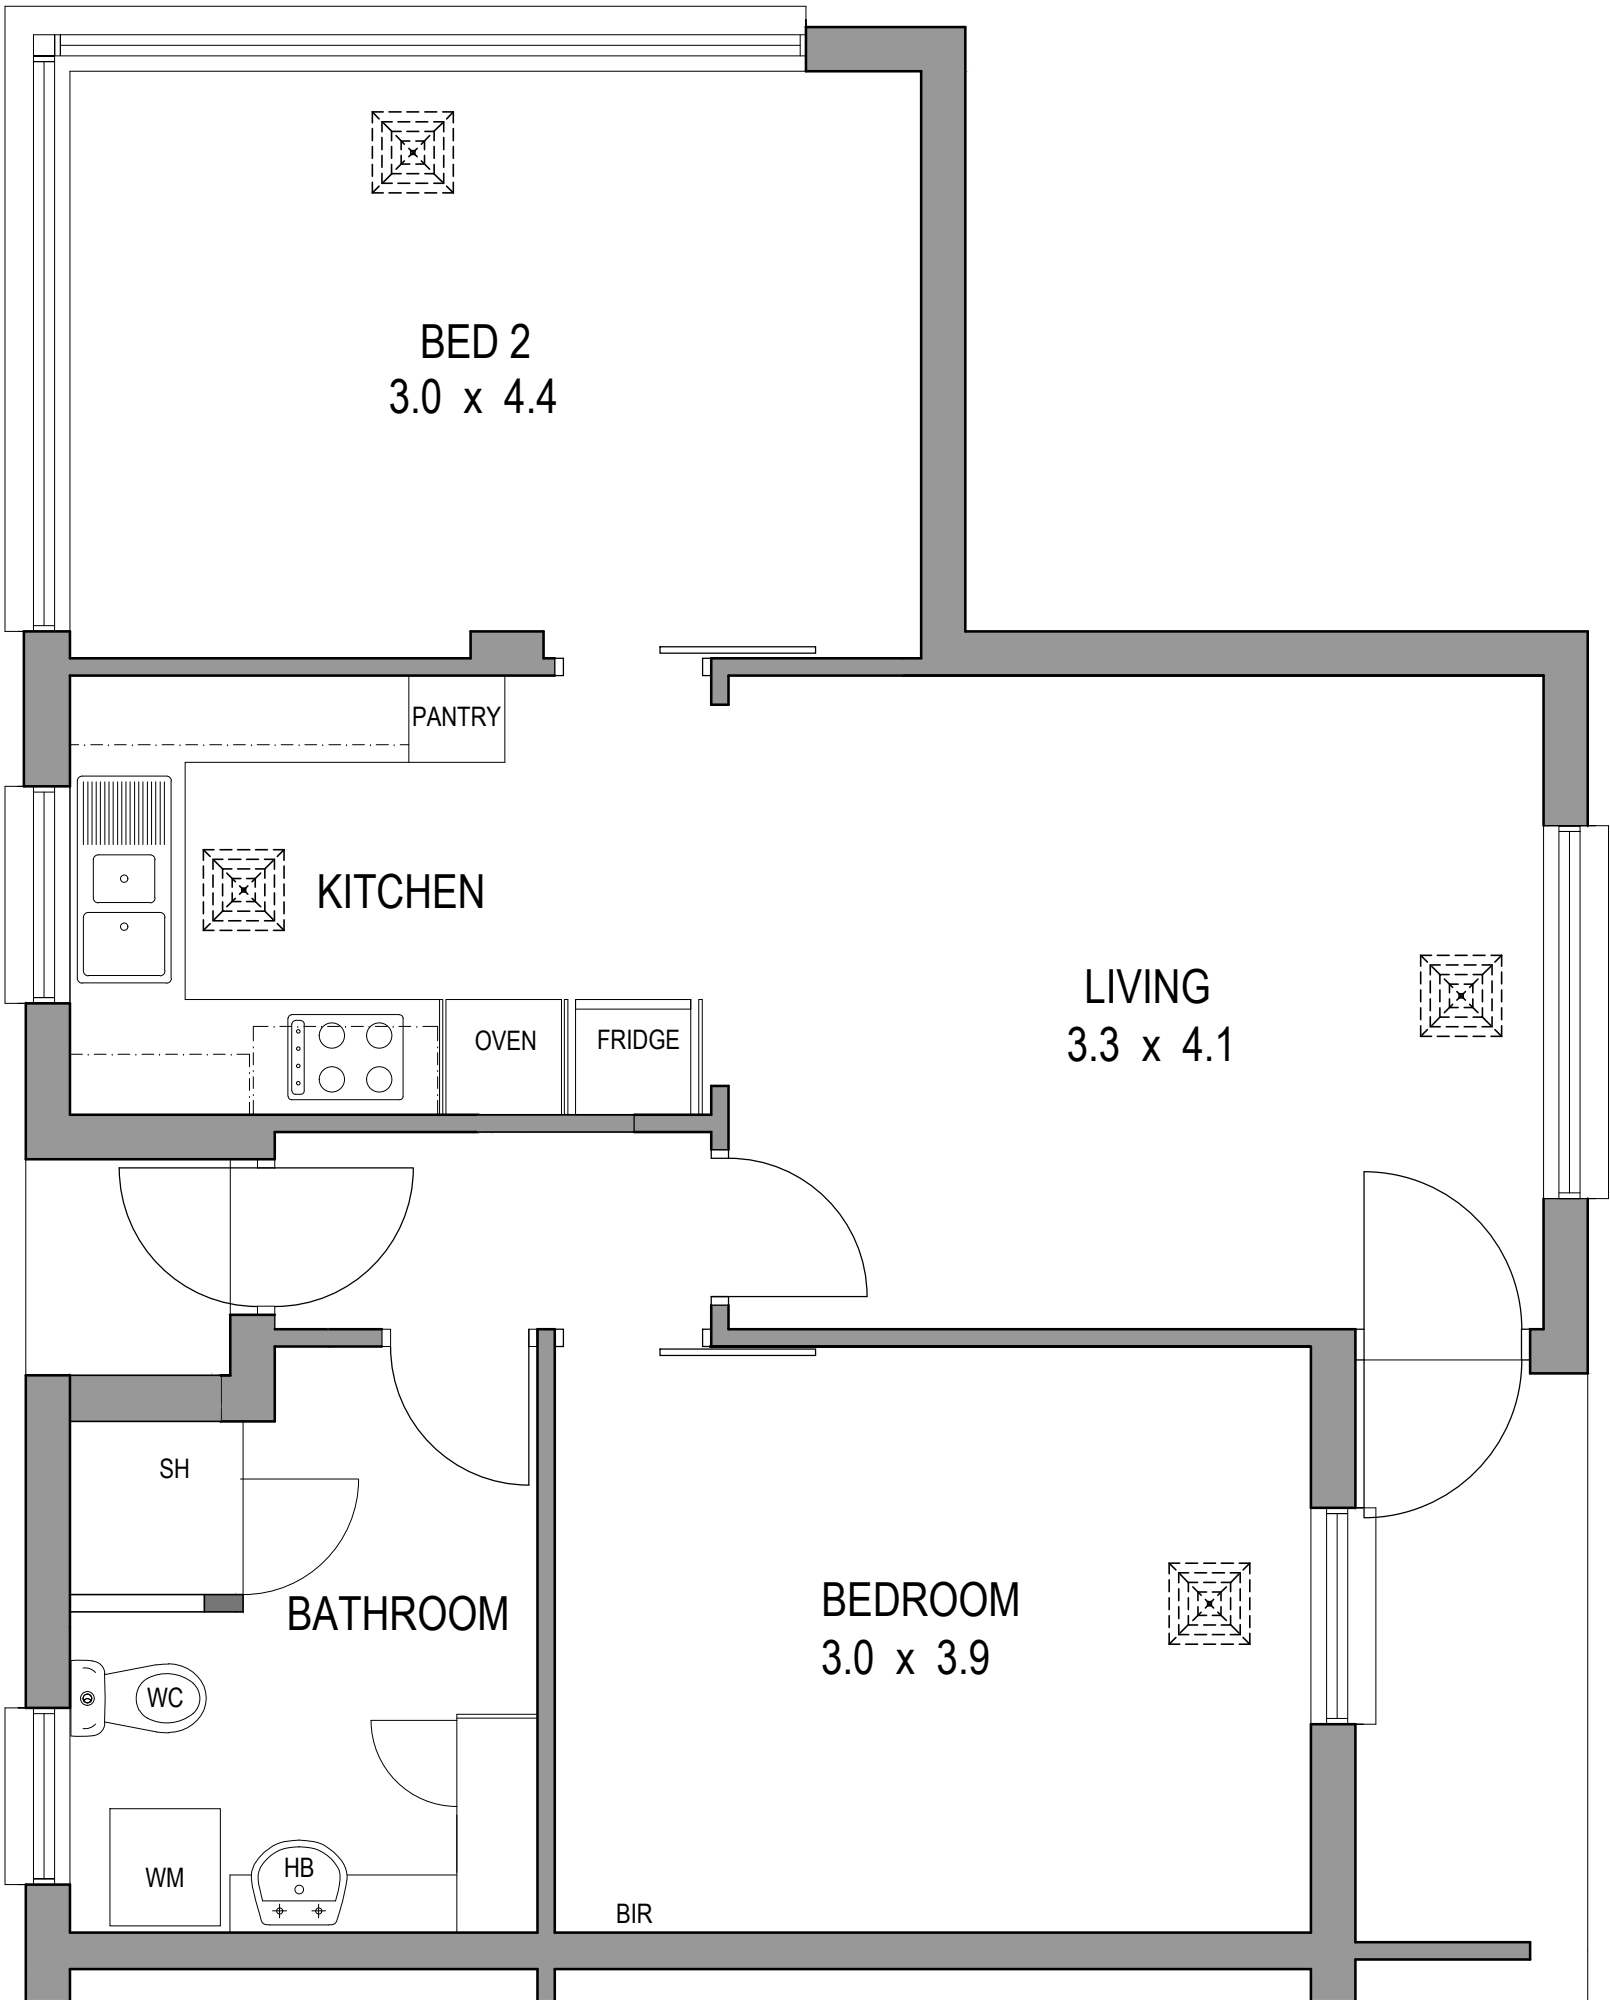 BED 2
3.0 x 4.4
PANTRY
KITCHEN
LIVING
3.3 x 4.1
OVEN
FRIDGE
SH
BATHROOM
BEDROOM
3.0 x 3.9
WC
WM
HB
BIR